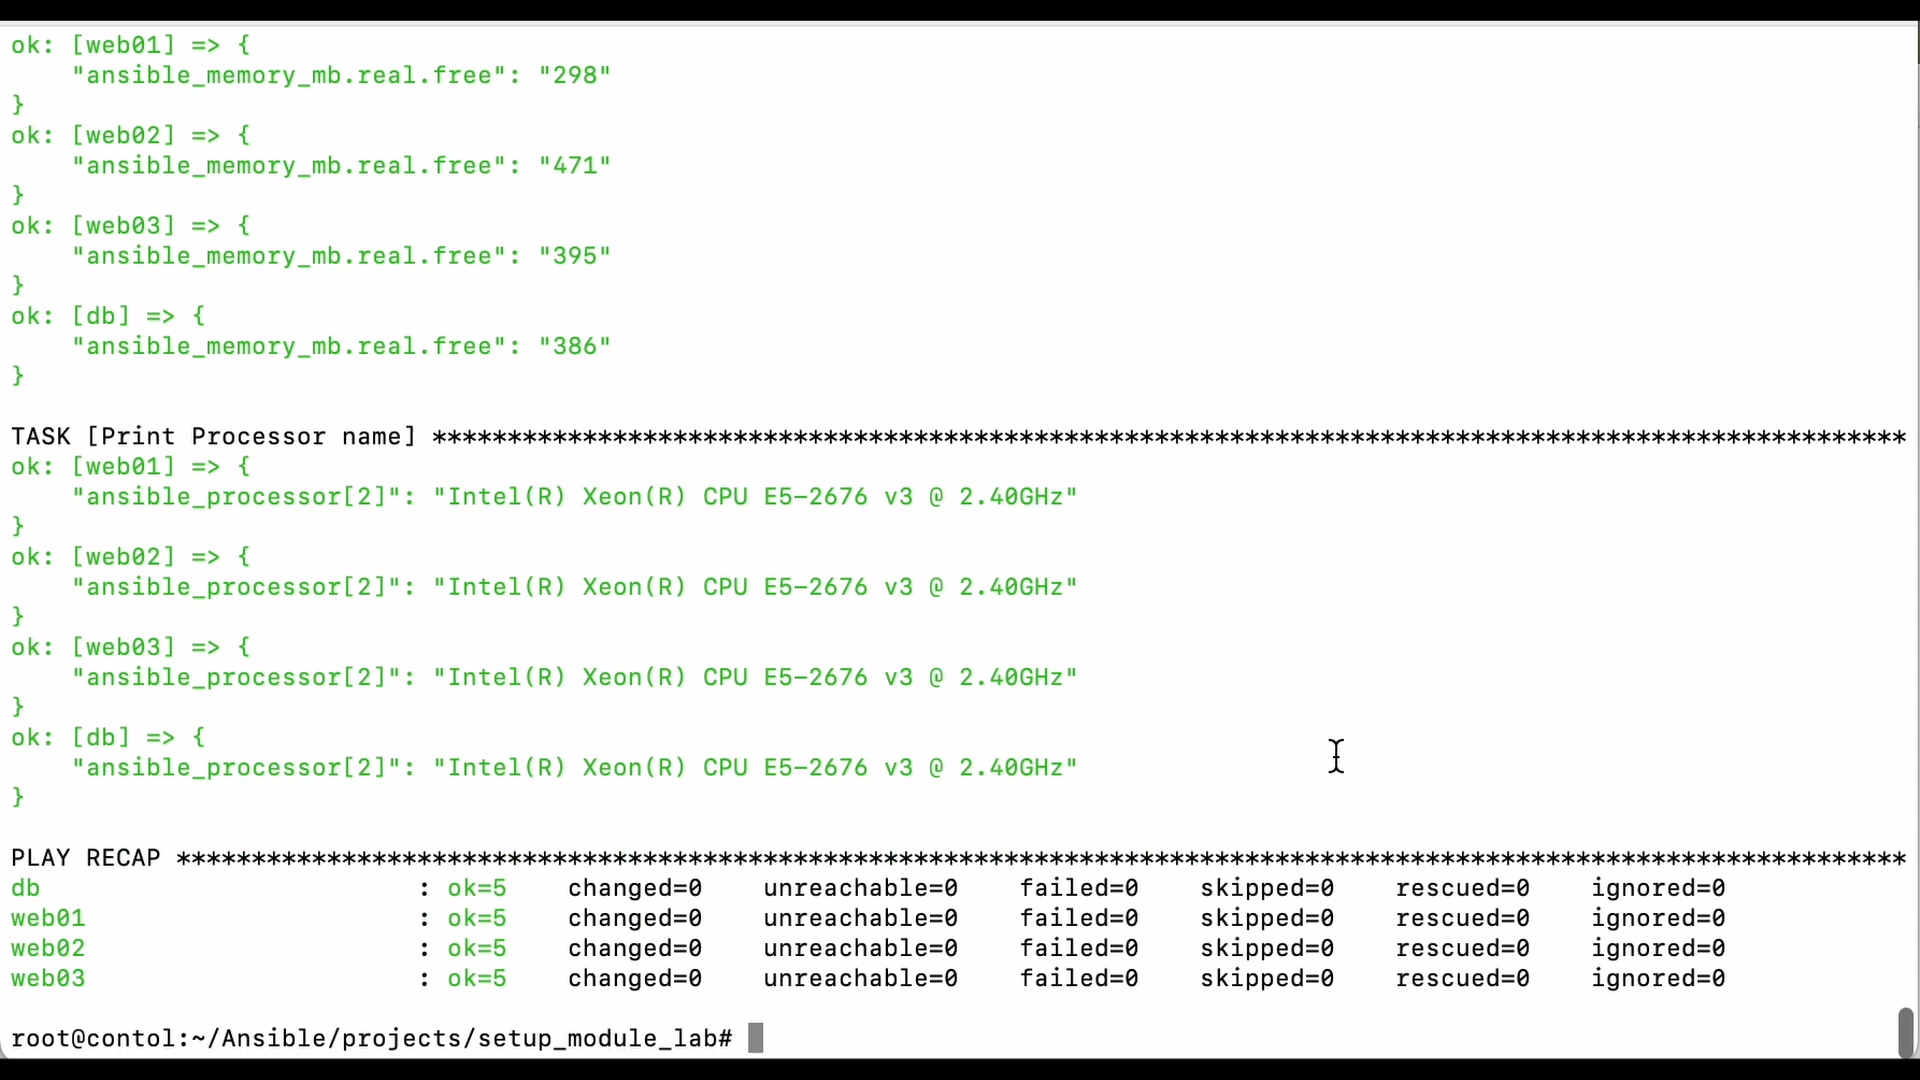 ok: [web01] => {
    "ansible_memory_mb.real.free": "298"
}
ok: [web02] => {
    "ansible_memory_mb.real.free": "471"
}
ok: [web03] => {
    "ansible_memory_mb.real.free": "395"
}
ok: [db] => {
    "ansible_memory_mb.real.free": "386"
}

TASK [Print Processor name] **************************************************************************************************
ok: [web01] => {
    "ansible_processor[2]": "Intel(R) Xeon(R) CPU E5-2676 v3 @ 2.40GHz"
}
ok: [web02] => {
    "ansible_processor[2]": "Intel(R) Xeon(R) CPU E5-2676 v3 @ 2.40GHz"
}
ok: [web03] => {
    "ansible_processor[2]": "Intel(R) Xeon(R) CPU E5-2676 v3 @ 2.40GHz"
}
ok: [db] => {
    "ansible_processor[2]": "Intel(R) Xeon(R) CPU E5-2676 v3 @ 2.40GHz"
}

PLAY RECAP *******************************************************************************************************************
db                         : ok=5    changed=0    unreachable=0    failed=0    skipped=0    rescued=0    ignored=0
web01                      : ok=5    changed=0    unreachable=0    failed=0    skipped=0    rescued=0    ignored=0
web02                      : ok=5    changed=0    unreachable=0    failed=0    skipped=0    rescued=0    ignored=0
web03                      : ok=5    changed=0    unreachable=0    failed=0    skipped=0    rescued=0    ignored=0

root@contol:~/Ansible/projects/setup_module_lab#